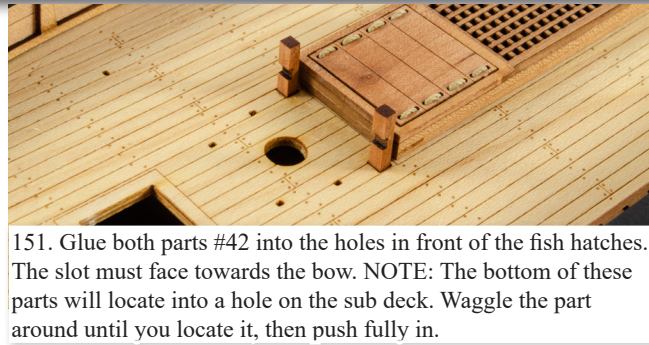 151. Glue both parts #42 into the holes in front of the fish hatches.
The slot must face towards the bow. NOTE: The bottom of these
parts will locate into a hole on the sub deck. Waggle the part
around until you locate it, then push fully in.